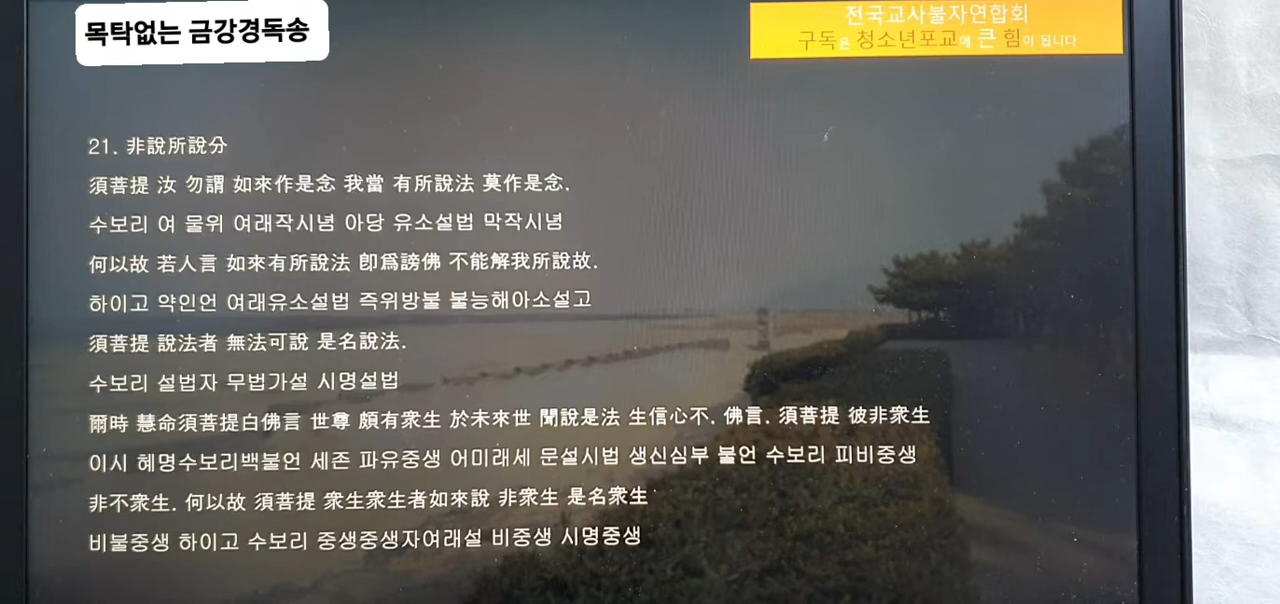 목탁없는 금강경독송
전국교사불자연합회
구독은 청소년포교에 큰 힘이 됩니다
21. 非說所說分
須菩提 汝 勿謂 如來作是念 我當 有所說法 莫作是念.
수보리 여 물위 여래작시념 아당 유소설법 막작시념
何以故 若人言 如來有所說法 卽爲謗佛 不能解我所說故.
하이고 약인언 여래유소설법 즉위방불 불능해아소설고
須菩提 說法者 無法可說 是名說法.
수보리 설법자 무법가설 시명설법
爾時 慧命須菩提白佛言 世尊 頗有衆生 於未來世 聞說是法 生信心不. 佛言. 須菩提 彼非衆生
이시 혜명수보리백불언 세존 파유중생 어미래세 문설시법 생신심부 불언 수보리 피비중생
非不衆生. 何以故 須菩提 衆生衆生者如來說 非衆生 是名衆生
비불중생 하이고 수보리 중생중생자여래설 비중생 시명중생